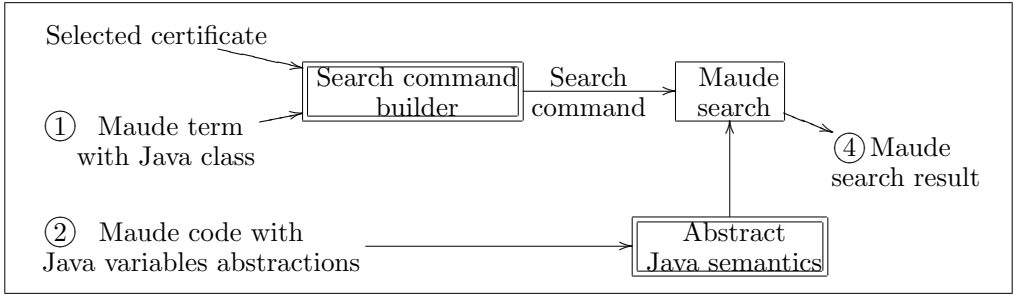 Selected certificate
Search command
builder
Search
command
Maude
search
① Maude term
with Java class
④ Maude
search result
② Maude code with
Java variables abstractions
Abstract
Java semantics